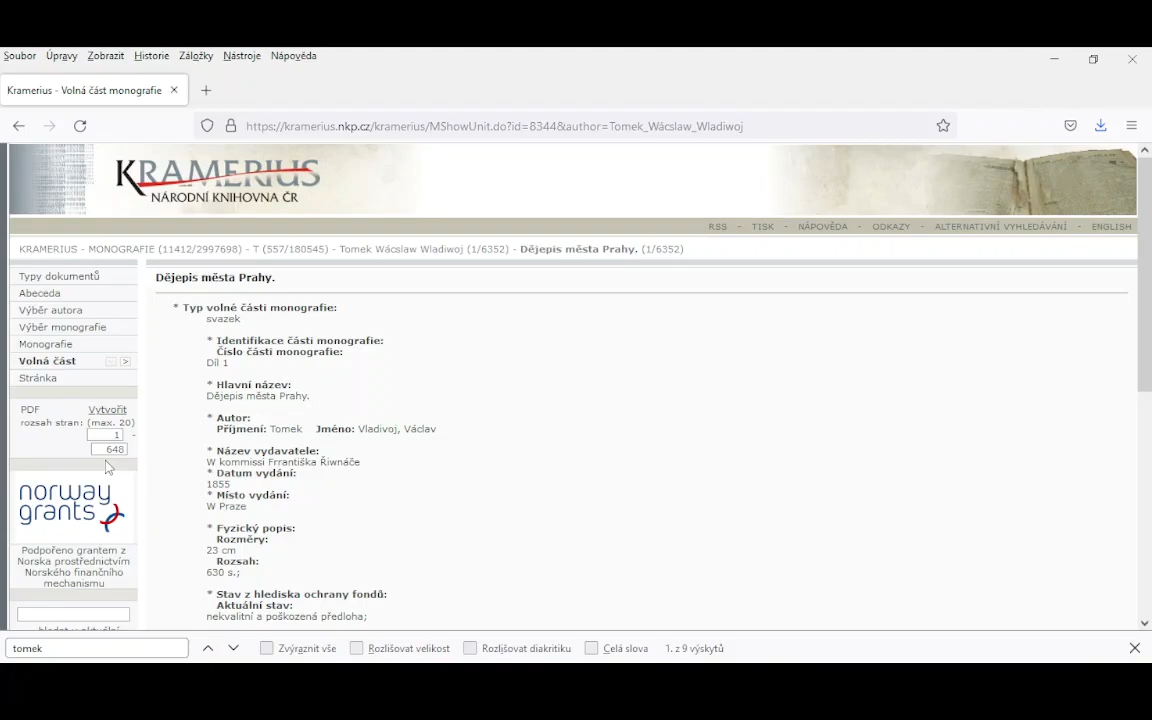 Soubor Úpravy Zobrazit Historie Záložky Nástroje Nápověda
Kramerius - Volná část monografie
https://kramerius.nkp.cz/kramerius/MShowUnit.do?id=8344&author=Tomek_Wácslaw_Wladiwoj
KRAMERIUS
NÁRODNÍ KNIHOVNA ČR
RSS - TISK - NÁPOVĚDA - ODKAZY - ALTERNATIVNÍ VYHLEDÁVÁNÍ - ENGLISH
KRAMERIUS - MONOGRAFIE (11412/2997698) - T (557/180545) - Tomek Wácslaw Wladiwoj (1/6352) - Dějepis města Prahy. (1/6352)
Typy dokumentů
Abeceda
Výběr autora
Výběr monografie
Monografie
Volná část < >
Stránka
PDF Vytvořit
rozsah stran: (max. 20)
1 -
648
norway
grants
Podpořeno grantem z
Norska prostřednictvím
Norského finančního
mechanismu
Dějepis města Prahy.
* Typ volné části monografie:
svazek
* Identifikace části monografie:
Číslo části monografie:
Díl 1
* Hlavní název:
Dějepis města Prahy.
* Autor:
Příjmení: Tomek Jméno: Vladivoj, Václav
* Název vydavatele:
W kommissi Frrantiška Řiwnáče
* Datum vydání:
1855
* Místo vydání:
W Praze
* Fyzický popis:
Rozměry:
23 cm
Rozsah:
630 s.;
* Stav z hlediska ochrany fondů:
Aktuální stav:
nekvalitní a poškozená předloha;
tomek Zvýraznit vše Rozlišovat velikost Rozlišovat diakritiku Celá slova 1. z 9 výskytů